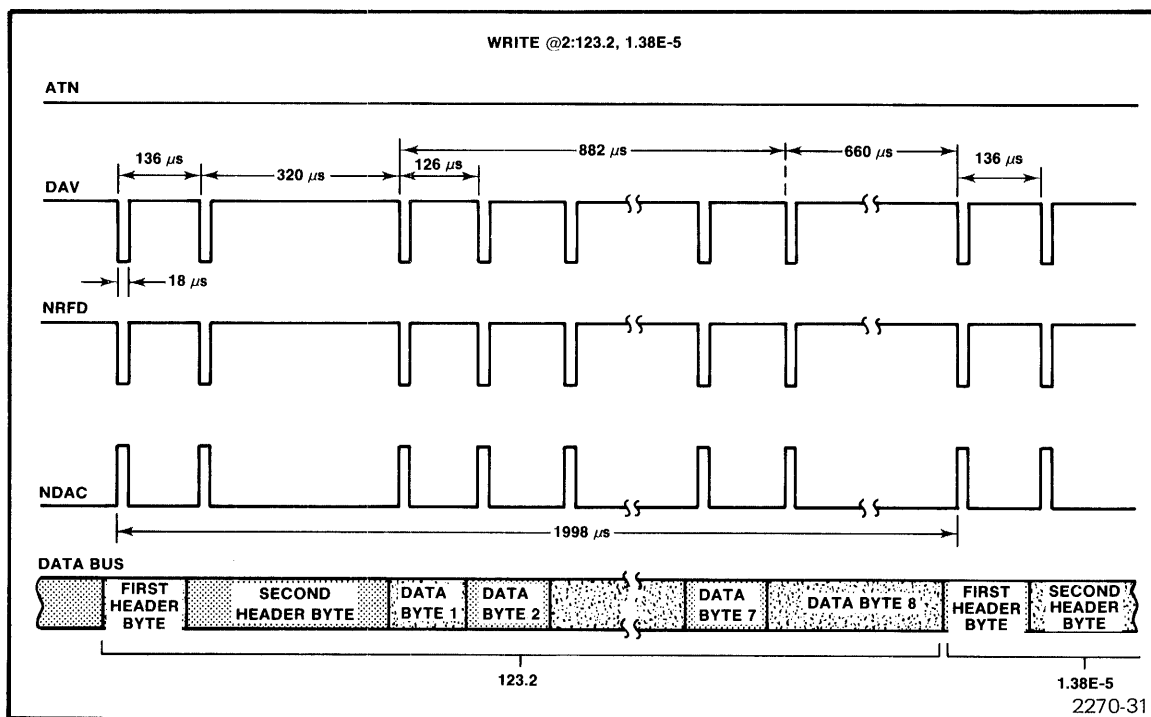 WRITE @2:123.2, 1.38E-5
ATN
136 μs
320 μs
882 μs
126 μs
660 μs
136 μs
DAV
18 μs
NRFD
NDAC
1998 μs
DATA BUS
FIRST
HEADER
BYTE
SECOND
HEADER BYTE
DATA
BYTE 1
DATA
BYTE 2
DATA
BYTE 7
DATA BYTE 8
FIRST
HEADER
BYTE
SECOND
HEADER
BYTE
123.2
1.38E-5
2270-31